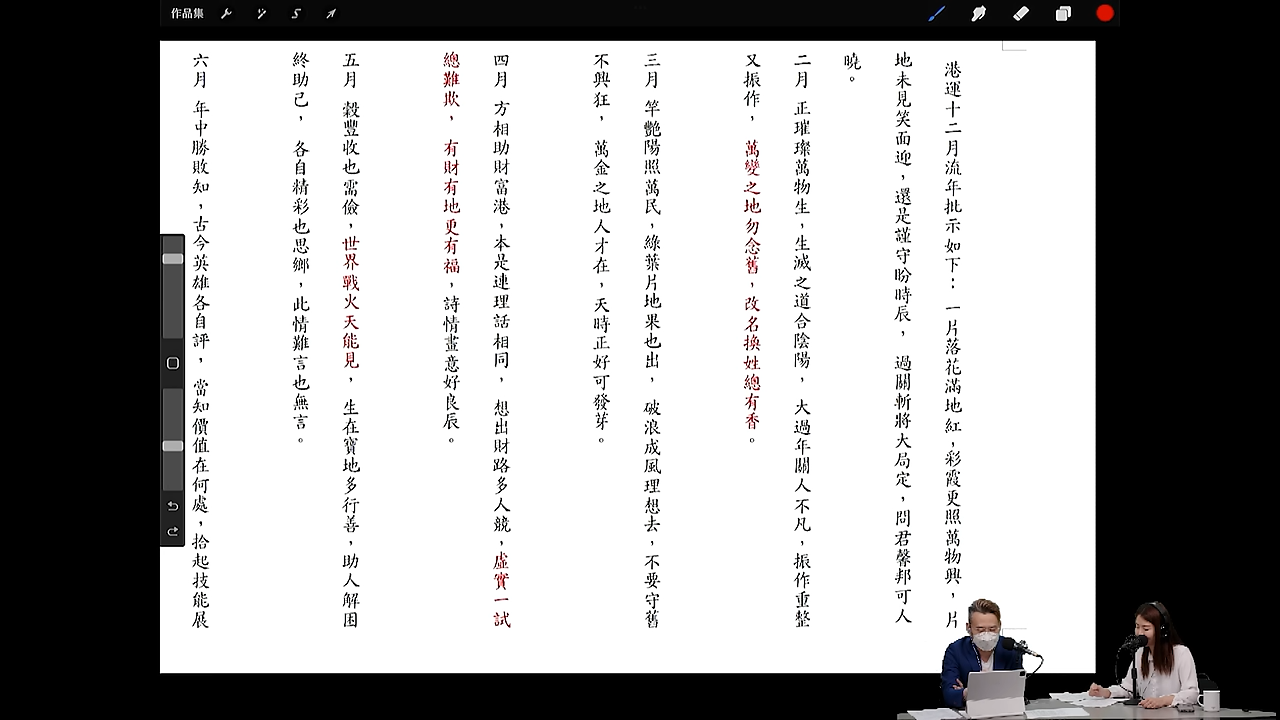 作品集
港運十二月流年批示如下：一片落花滿地紅，彩霞更照萬物興，片
地未見笑面迎，還是謹守盼時辰，過關斬將大局定，問君馨邦可人
曉。
二月 正璀璨萬物生，生滅之道合陰陽，大過年關人不凡，振作重整
又振作，萬變之地勿念舊，改名換姓總有香。
三月 竿艷陽照萬民，綠葉片地果也出，破浪成風理想去，不要守舊
不興狂，萬金之地人才在，天時正好可發芽。
四月 方相助財富港，本是連理話相同，想出財路多人競，虛實一試
總難欺，有財有地更有福，詩情畫意好良辰。
五月 穀豐收也需儉，世界戰火天能見，生在寶地多行善，助人解困
終助己，各自精彩也思鄉，此情難言也無言。
六月 年中勝敗知，古今英雄各自評，當知價值在何處，拾起技能展